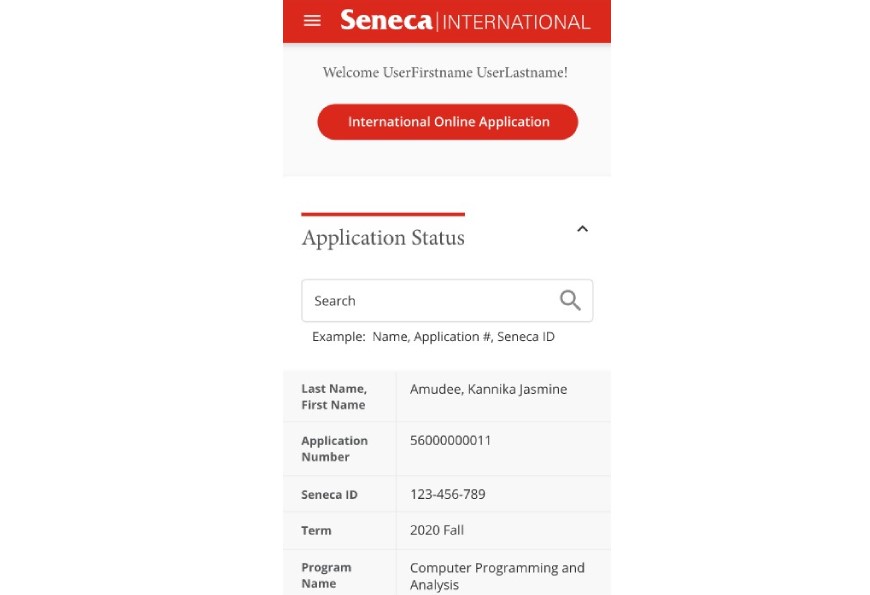 Seneca|INTERNATIONAL
Welcome UserFirstname UserLastname!
International Online Application
Application Status
Search
Example: Name, Application #, Seneca ID
Last Name,
First Name
Amudee, Kannika Jasmine
Application
Number
56000000011
Seneca ID
123-456-789
Term
2020 Fall
Program
Name
Computer Programming and
Analysis